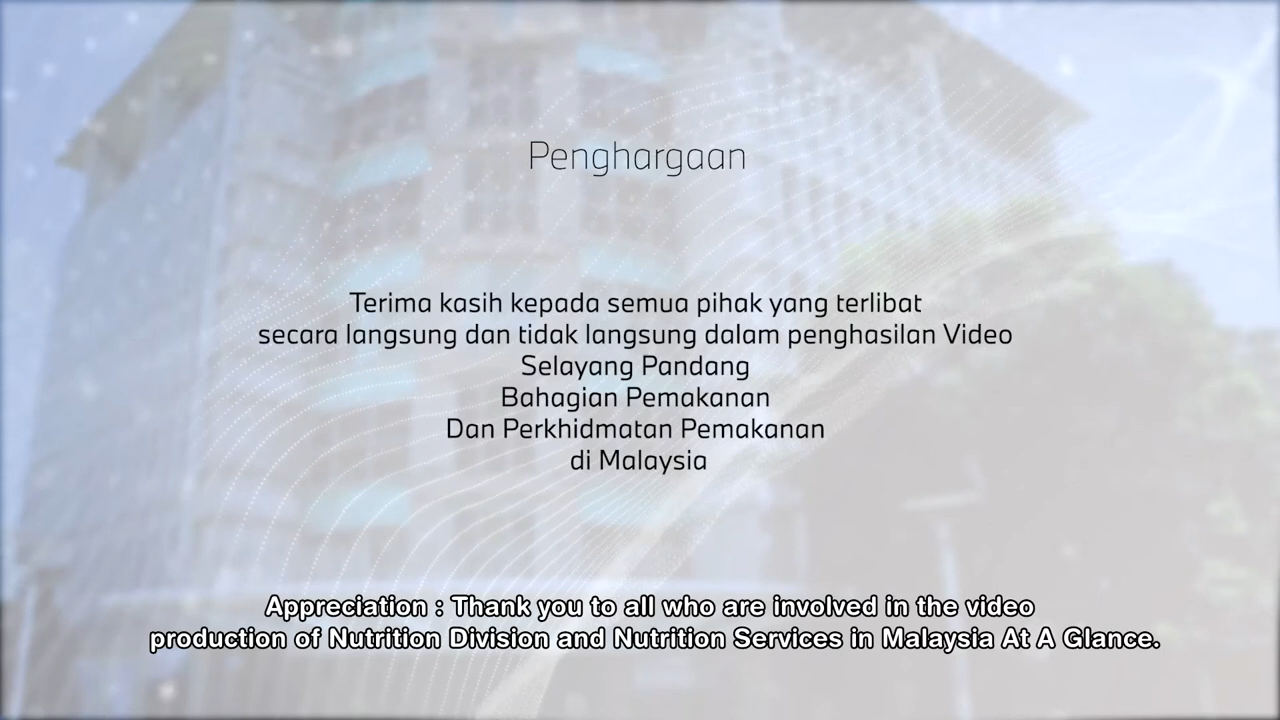 Penghargaan
Terima kasih kepada semua pihak yang terlibat
secara langsung dan tidak langsung dalam penghasilan Video
Selayang Pandang
Bahagian Pemakanan
Dan Perkhidmatan Pemakanan
di Malaysia
Appreciation : Thank you to all who are involved in the video
production of Nutrition Division and Nutrition Services in Malaysia At A Glance.